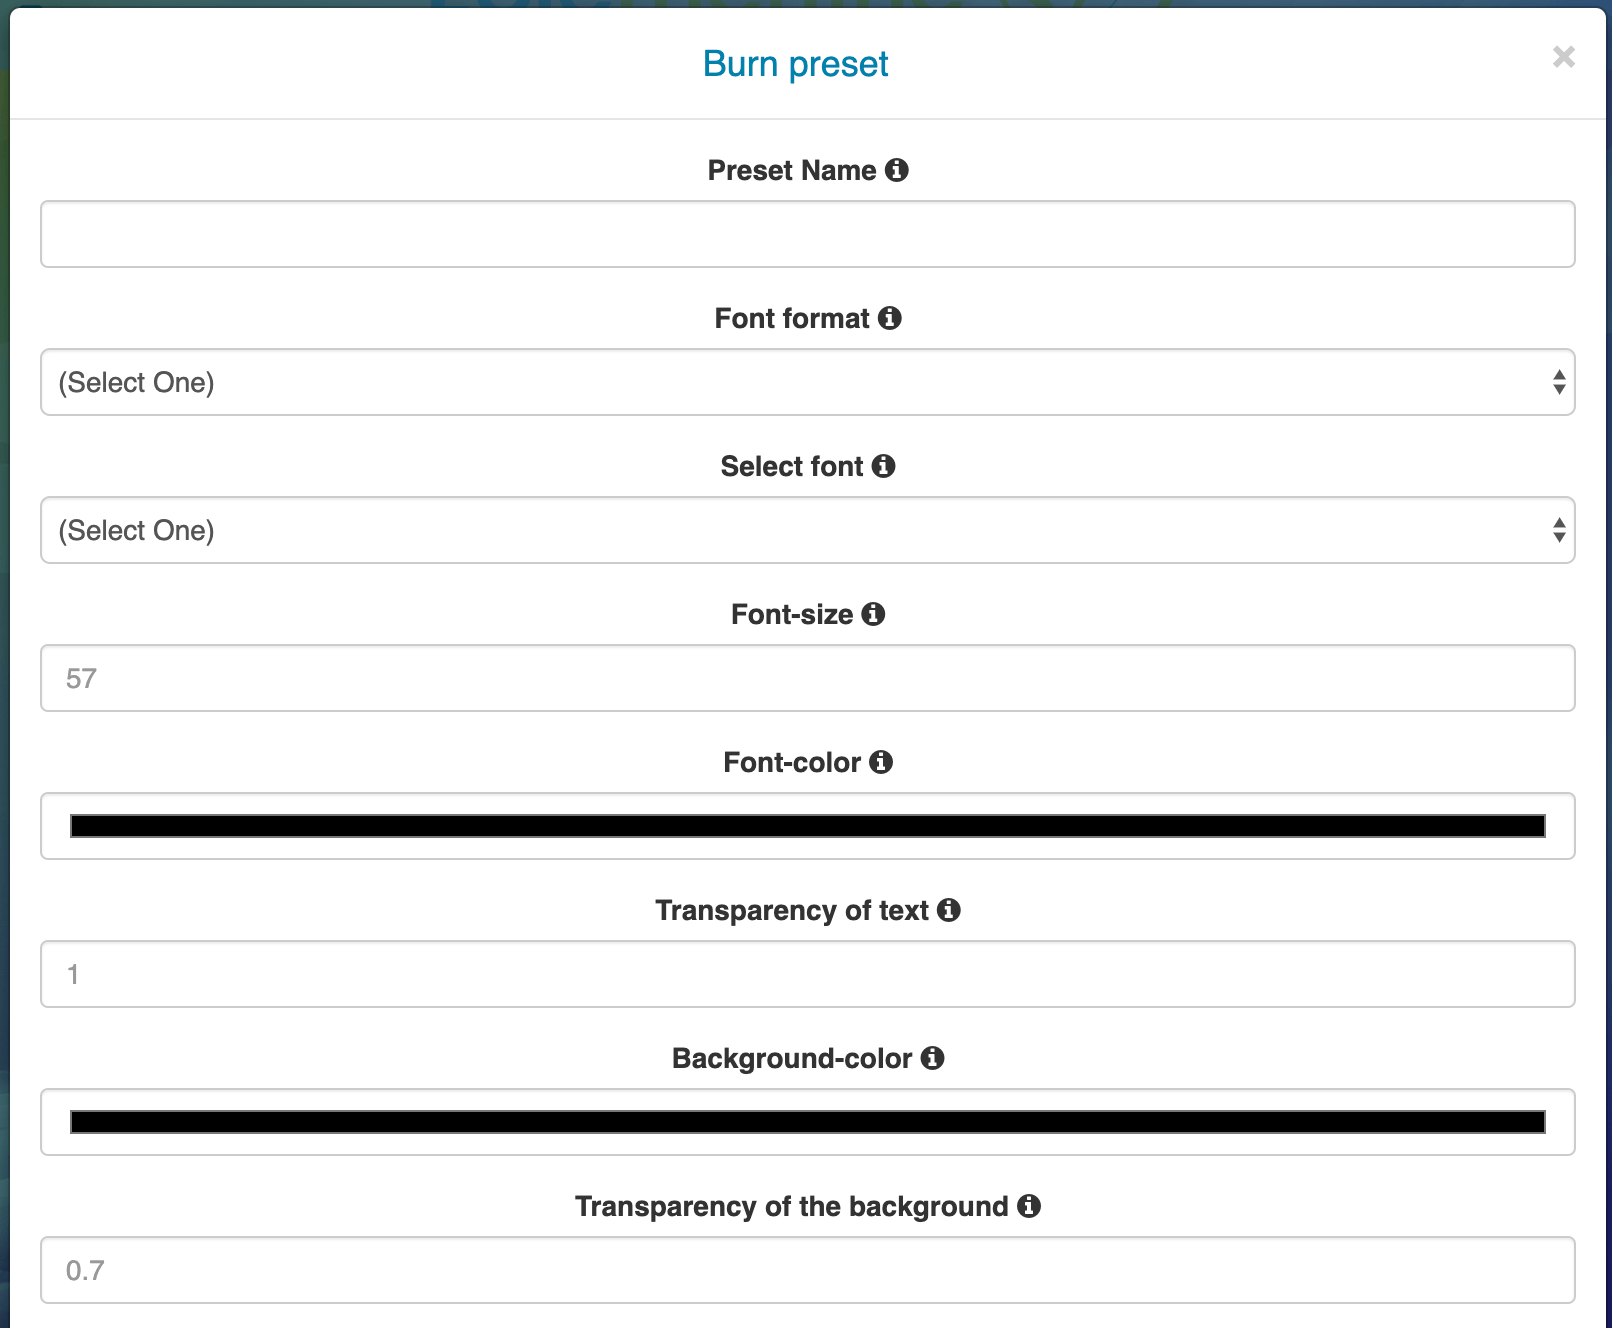 Burn preset
×
Preset Name
Font format
(Select One)
Select font
(Select One)
Font-size
57
Font-color
Transparency of text
1
Background-color
Transparency of the background
0.7